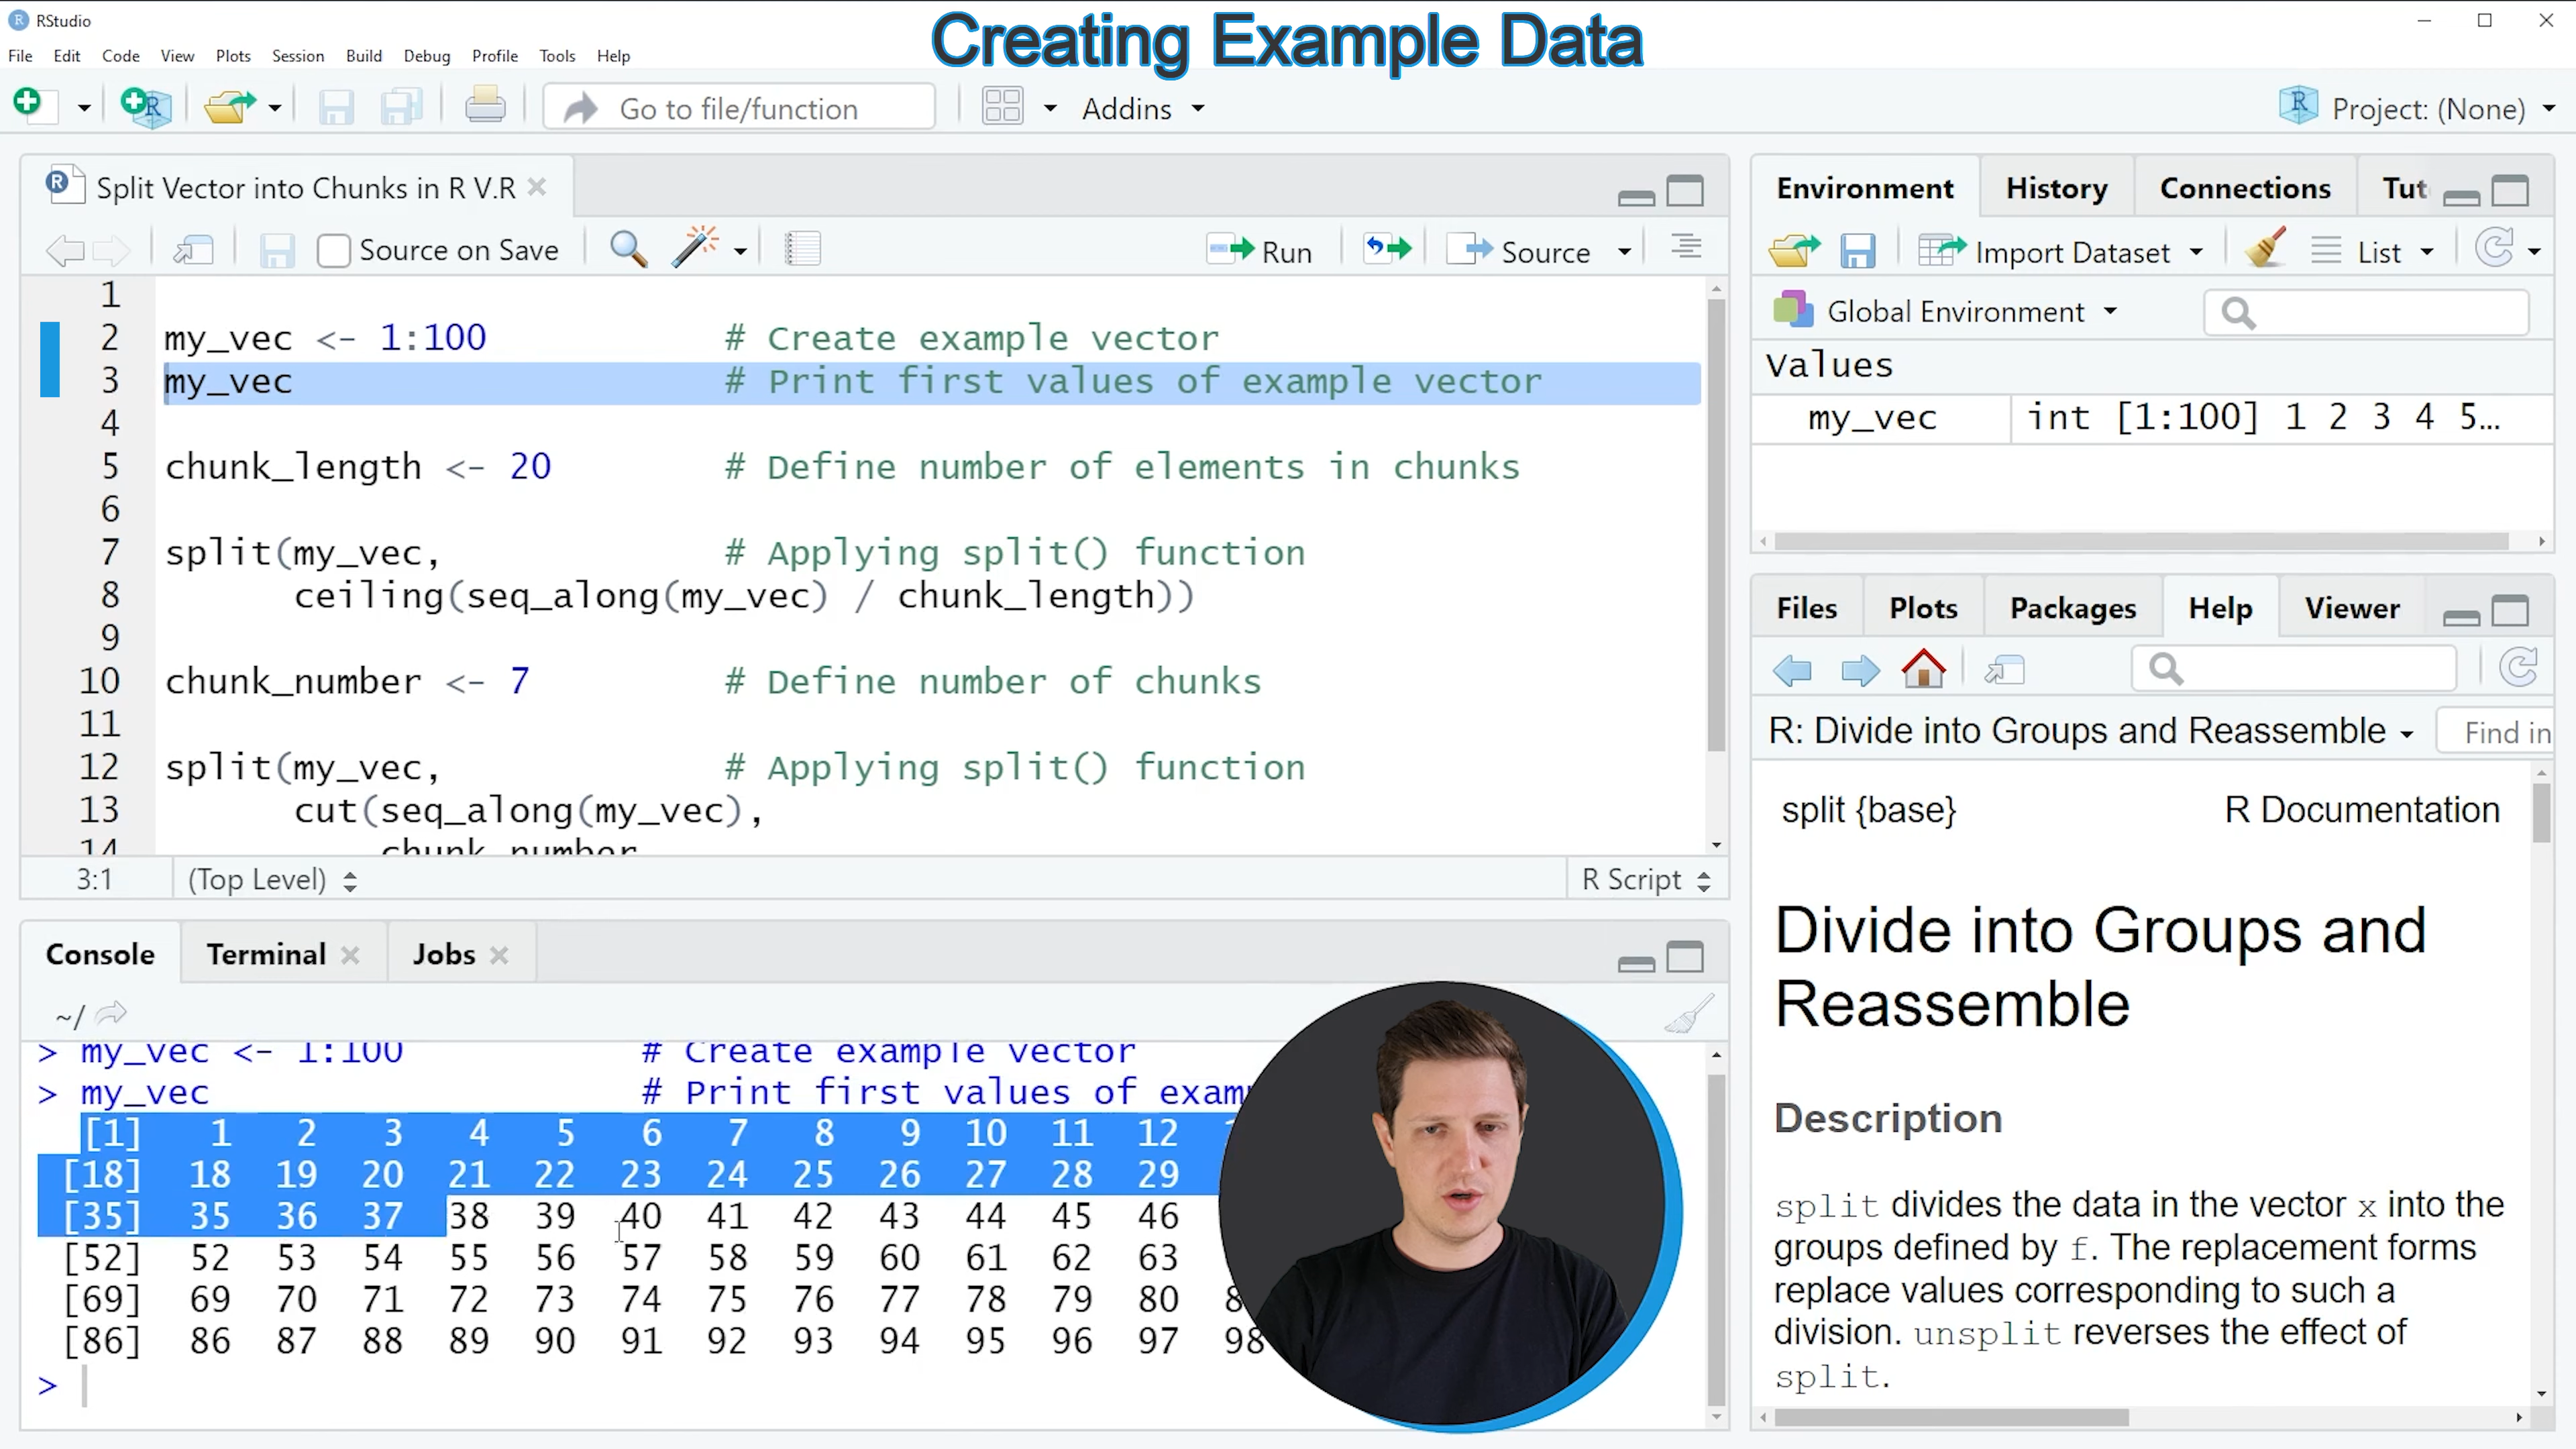 RStudio
Creating Example Data
File Edit Code View Plots Session Build Debug Profile Tools Help
Go to file/function Addins Project: (None)
Split Vector into Chunks in R V.R
Source on Save Run Source
1
2 my_vec <- 1:100 # Create example vector
3 my_vec # Print first values of example vector
4
5 chunk_length <- 20 # Define number of elements in chunks
6
7 split(my_vec, # Applying split() function
8 ceiling(seq_along(my_vec) / chunk_length))
9
10 chunk_number <- 7 # Define number of chunks
11
12 split(my_vec, # Applying split() function
13 cut(seq_along(my_vec),
14 chunk_number
3:1 (Top Level) R Script
Console Terminal Jobs
~/
> my_vec <- 1:100 # Create example vector
> my_vec # Print first values of exam
[1] 1 2 3 4 5 6 7 8 9 10 11 12
[18] 18 19 20 21 22 23 24 25 26 27 28 29
[35] 35 36 37 38 39 40 41 42 43 44 45 46
[52] 52 53 54 55 56 57 58 59 60 61 62 63
[69] 69 70 71 72 73 74 75 76 77 78 79 80 8
[86] 86 87 88 89 90 91 92 93 94 95 96 97 98
>
Environment History Connections Tut
Import Dataset List
Global Environment
Values
my_vec int [1:100] 1 2 3 4 5...
Files Plots Packages Help Viewer
R: Divide into Groups and Reassemble Find in
split {base} R Documentation
Divide into Groups and
Reassemble
Description
split divides the data in the vector x into the
groups defined by f. The replacement forms
replace values corresponding to such a
division. unsplit reverses the effect of
split.